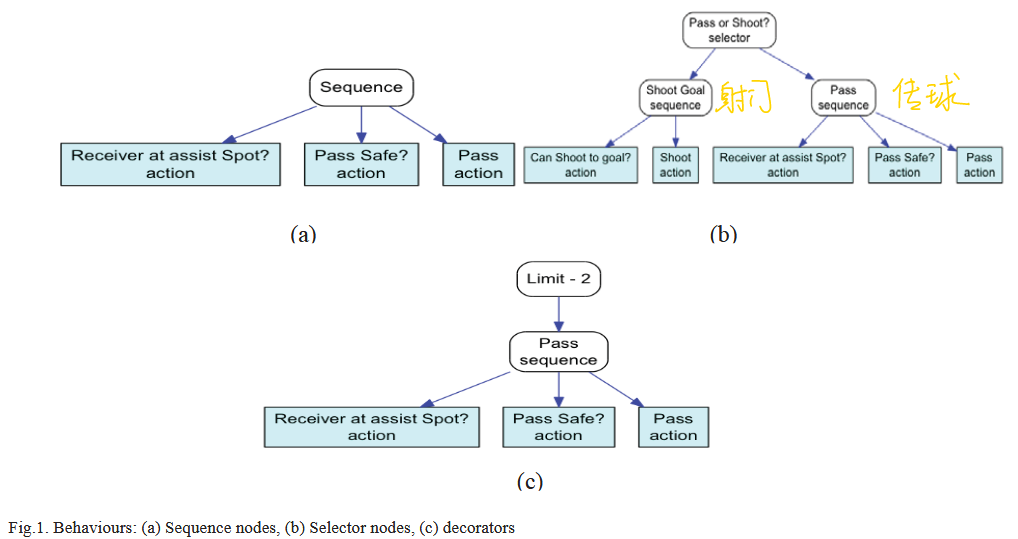 Sequence
Receiver at assist Spot?
action
Pass Safe?
action
Pass
action
(a)
Pass or Shoot?
selector
Shoot Goal
sequence
射门
Pass
sequence
传球
Can Shoot to goal?
action
Shoot
action
Receiver at assist Spot?
action
Pass Safe?
action
Pass
action
(b)
Limit - 2
Pass
sequence
Receiver at assist Spot?
action
Pass Safe?
action
Pass
action
(c)
Fig.1. Behaviours: (a) Sequence nodes, (b) Selector nodes, (c) decorators